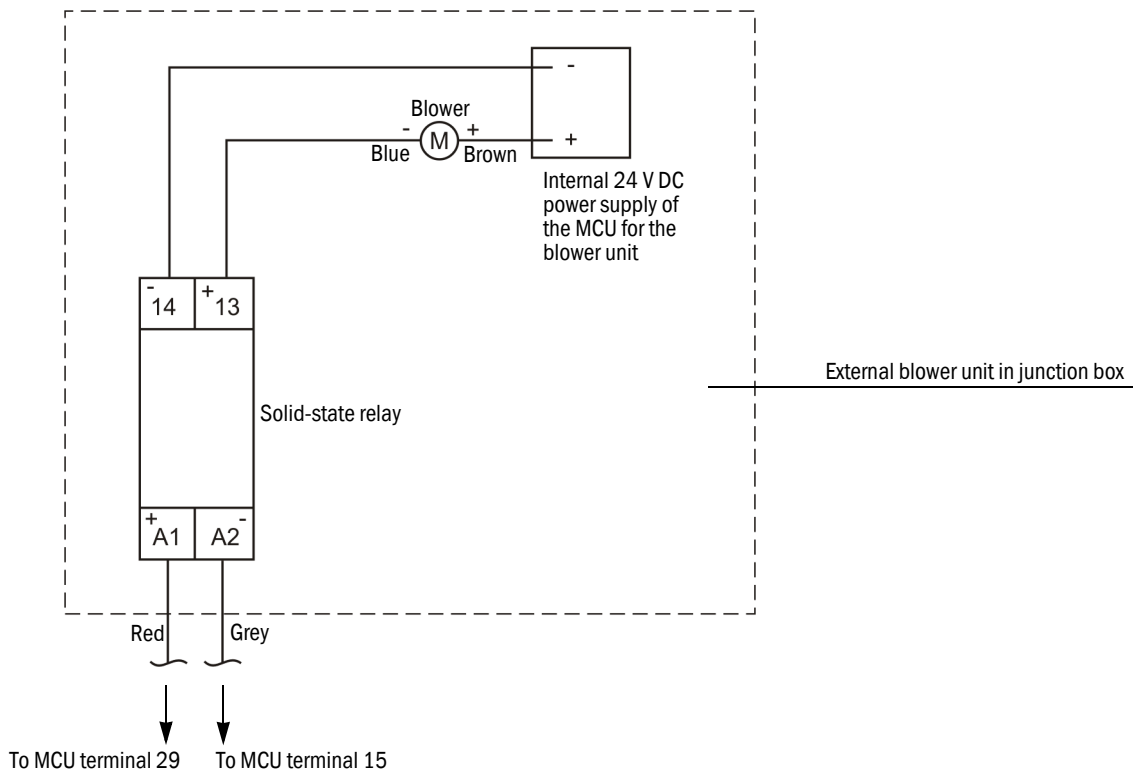 -
Blower
- +
M
Blue Brown
+
Internal 24 V DC
power supply of
the MCU for the
blower unit
- +
14 13
External blower unit in junction box
Solid-state relay
+ -
A1 A2
Red Grey
To MCU terminal 29 To MCU terminal 15